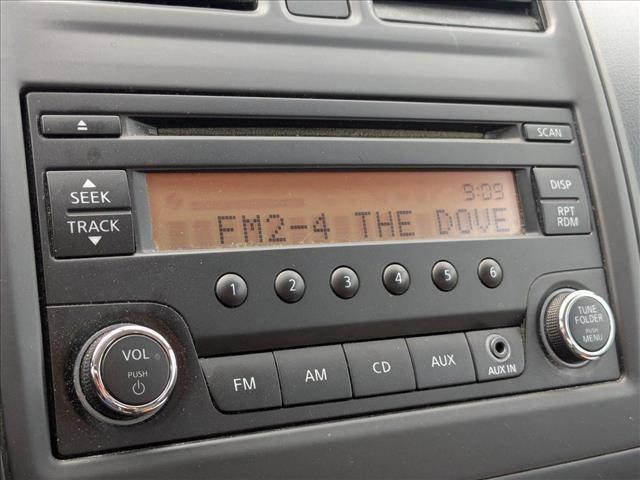 SCAN
SEEK
TRACK
9:09
FM2-4 THE DOVE
DISP
RPT
RDM
1 2 3 4 5 6
VOL
PUSH
FM AM CD AUX
AUX IN
TUNE
FOLDER
PUSH
MENU